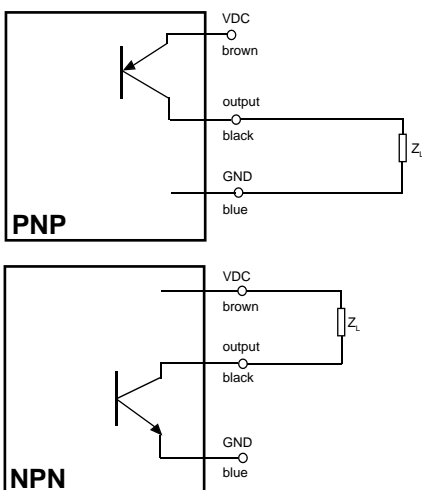 VDC
brown
output
black
Z_L
GND
blue
PNP
VDC
brown
Z_L
output
black
GND
blue
NPN